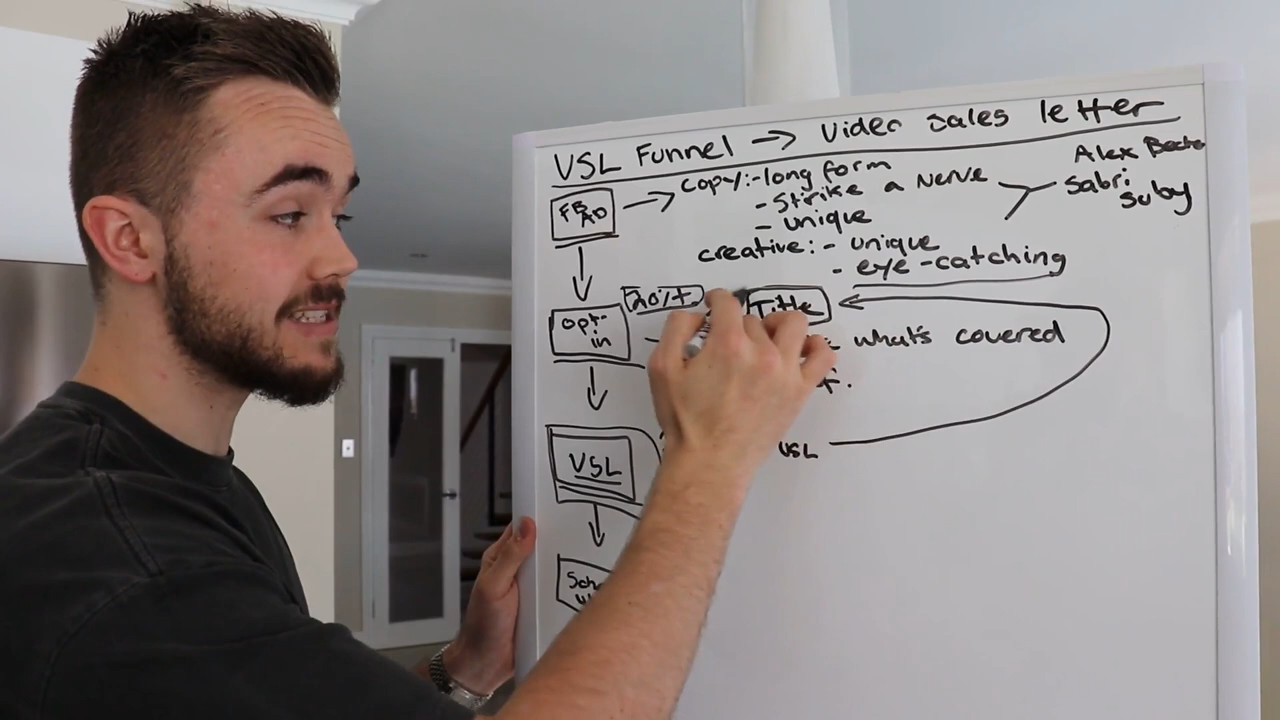 VSL Funnel → Video sales letter
FB AD → copy:-long form
- strike a nerve
- unique
Alex
Sabri
Suby
creative: - unique
- eye-catching
opt-
in
20%+
Title
what's covered
VSL
VSL